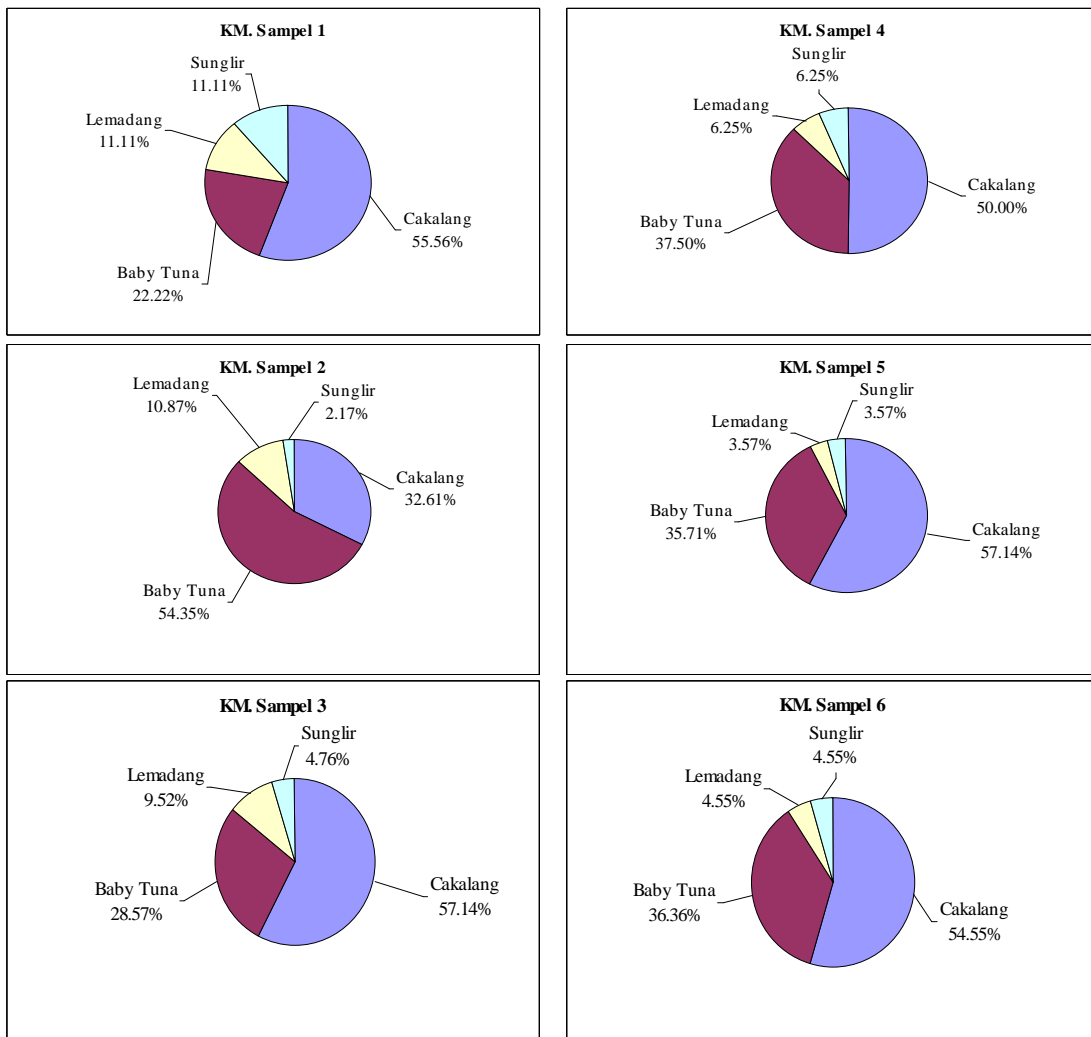 KM. Sampel 1
Sunglir
11.11%
Lemadang
11.11%
Cakalang
55.56%
Baby Tuna
22.22%
KM. Sampel 4
Sunglir
6.25%
Lemadang
6.25%
Cakalang
50.00%
Baby Tuna
37.50%
KM. Sampel 2
Lemadang
10.87%
Sunglir
2.17%
Cakalang
32.61%
Baby Tuna
54.35%
KM. Sampel 5
Sunglir
3.57%
Lemadang
3.57%
Baby Tuna
35.71%
Cakalang
57.14%
KM. Sampel 3
Sunglir
4.76%
Lemadang
9.52%
Baby Tuna
28.57%
Cakalang
57.14%
KM. Sampel 6
Sunglir
4.55%
Lemadang
4.55%
Baby Tuna
36.36%
Cakalang
54.55%